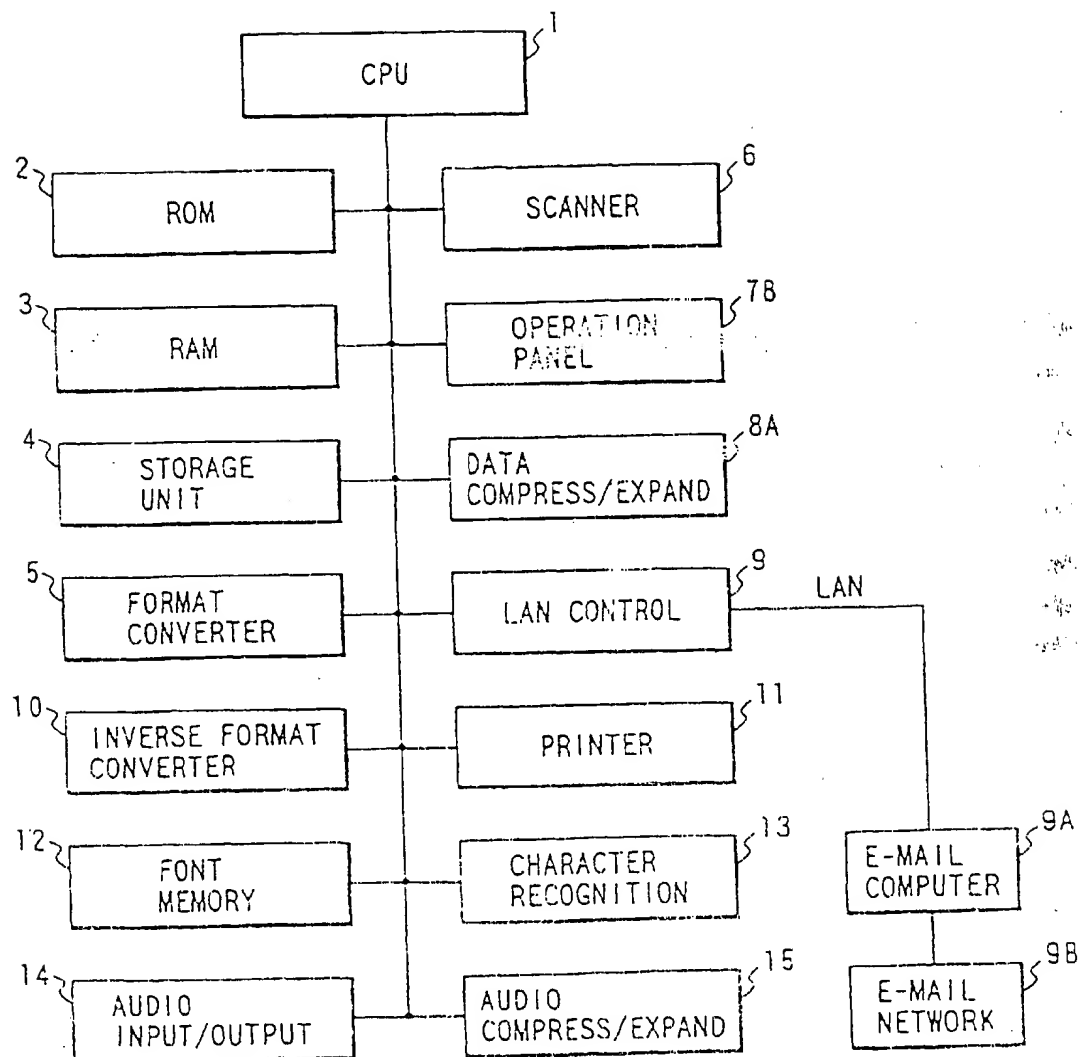 1
CPU
2
ROM
6
SCANNER
3
RAM
7B
OPERATION
PANEL
4
STORAGE
UNIT
8A
DATA
COMPRESS/EXPAND
5
FORMAT
CONVERTER
9
LAN CONTROL
LAN
10
INVERSE FORMAT
CONVERTER
11
PRINTER
12
FONT
MEMORY
13
CHARACTER
RECOGNITION
9A
E-MAIL
COMPUTER
14
AUDIO
INPUT/OUTPUT
15
AUDIO
COMPRESS/EXPAND
9B
E-MAIL
NETWORK